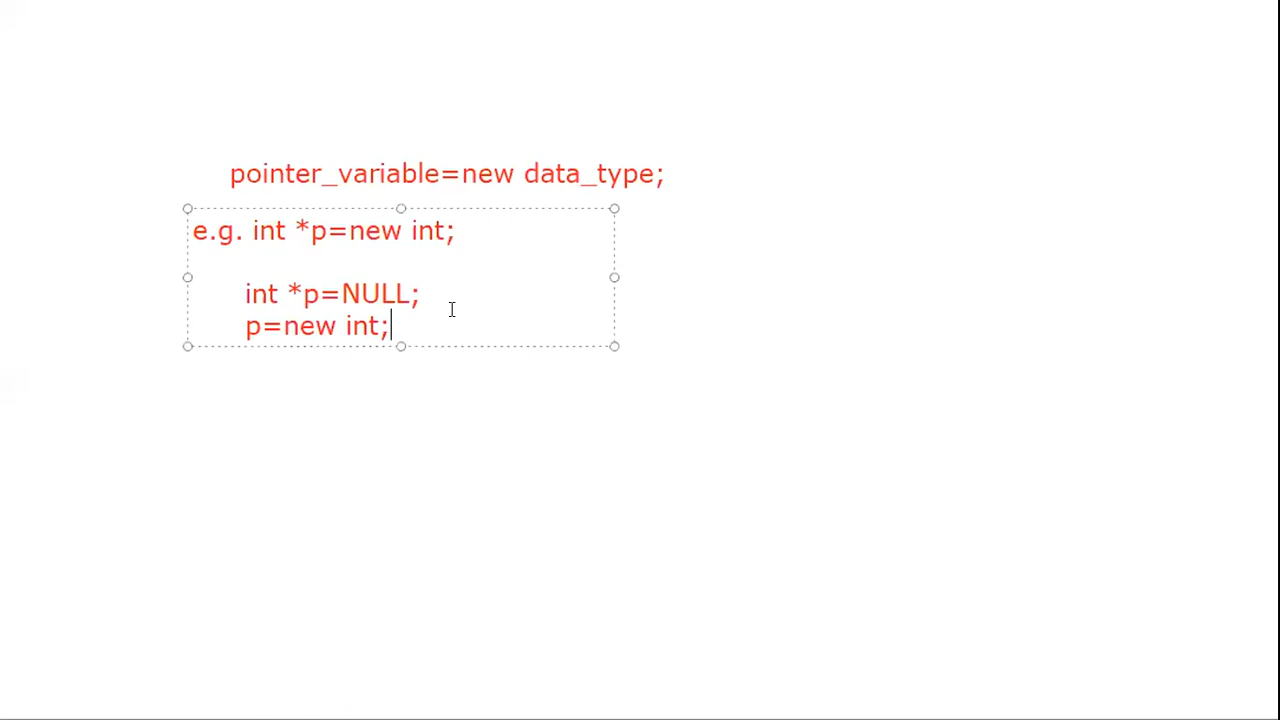 pointer_variable=new data_type;
e.g. int *p=new int;
int *p=NULL;
p=new int;